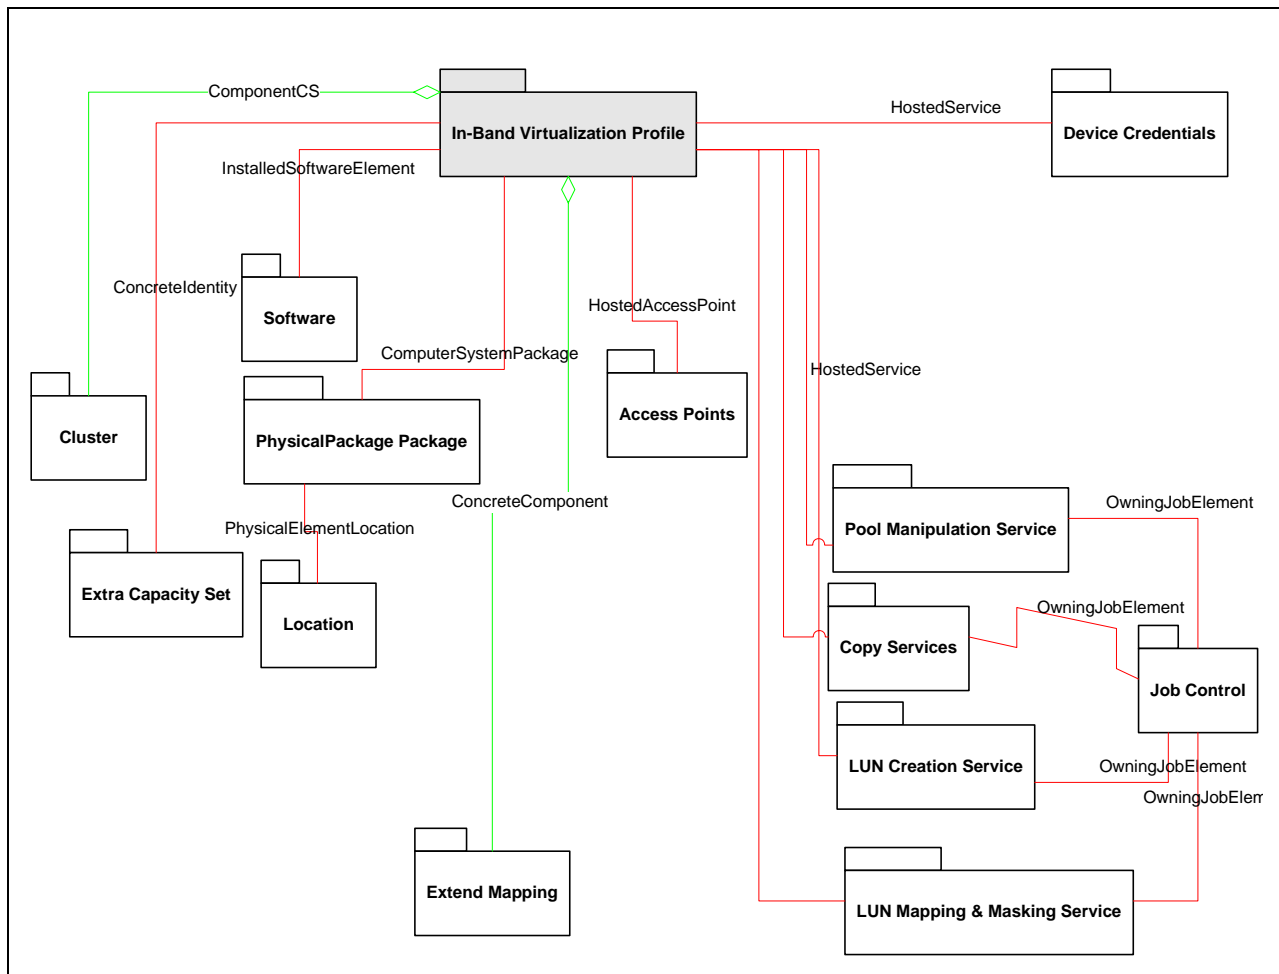 ComponentCS
HostedService
In-Band Virtualization Profile
Device Credentials
InstalledSoftwareElement
ConcreteIdentity
Software
HostedAccessPoint
ComputerSystemPackage
HostedService
Access Points
Cluster
PhysicalPackage Package
ConcreteComponent
OwningJobElement
PhysicalElementLocation
Pool Manipulation Service
Extra Capacity Set
OwningJobElement
Location
Copy Services
Job Control
LUN Creation Service
OwningJobElement
OwningJobElem
Extend Mapping
LUN Mapping & Masking Service